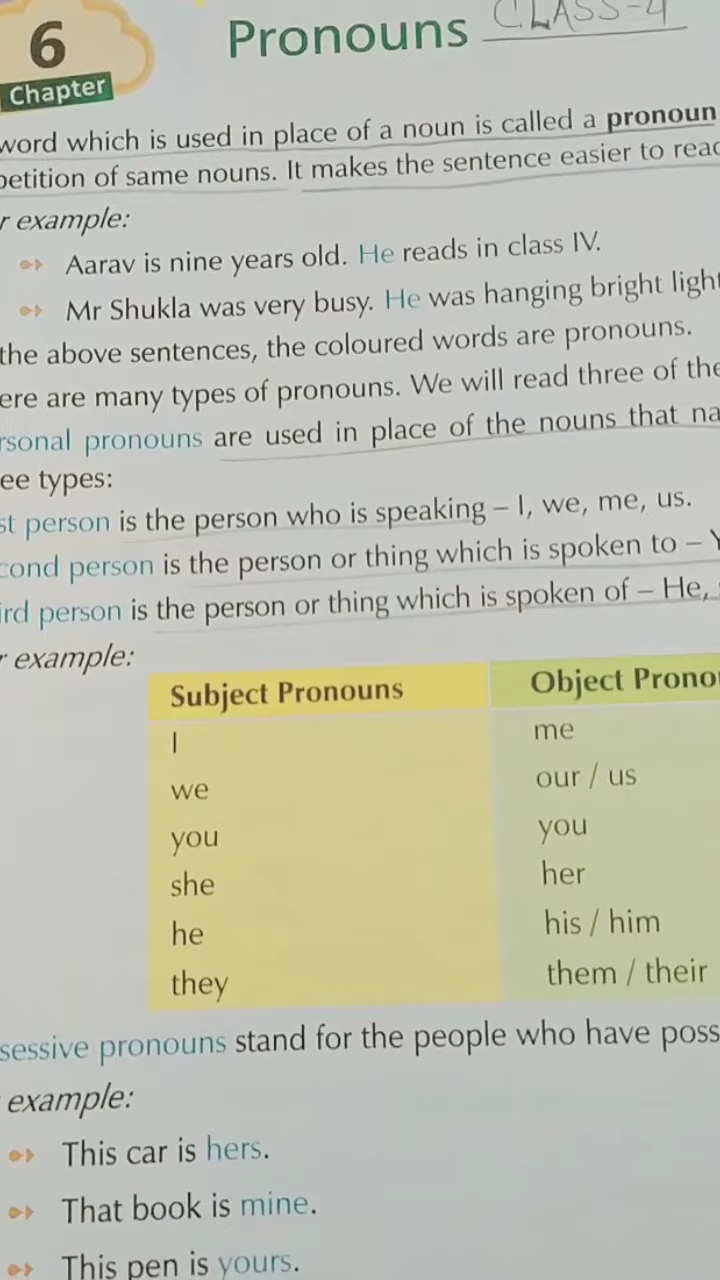 6
Chapter
Pronouns CLASS-4
word which is used in place of a noun is called a pronoun
petition of same nouns. It makes the sentence easier to read
r example:
Aarav is nine years old. He reads in class IV.
Mr Shukla was very busy. He was hanging bright light
the above sentences, the coloured words are pronouns.
ere are many types of pronouns. We will read three of the
rsonal pronouns are used in place of the nouns that na
ee types:
st person is the person who is speaking – I, we, me, us.
cond person is the person or thing which is spoken to – Y
ird person is the person or thing which is spoken of – He,
r example:
Subject Pronouns Object Prono
I me
we our / us
you you
she her
he his / him
they them / their
sessive pronouns stand for the people who have poss
example:
This car is hers.
That book is mine.
This pen is yours.